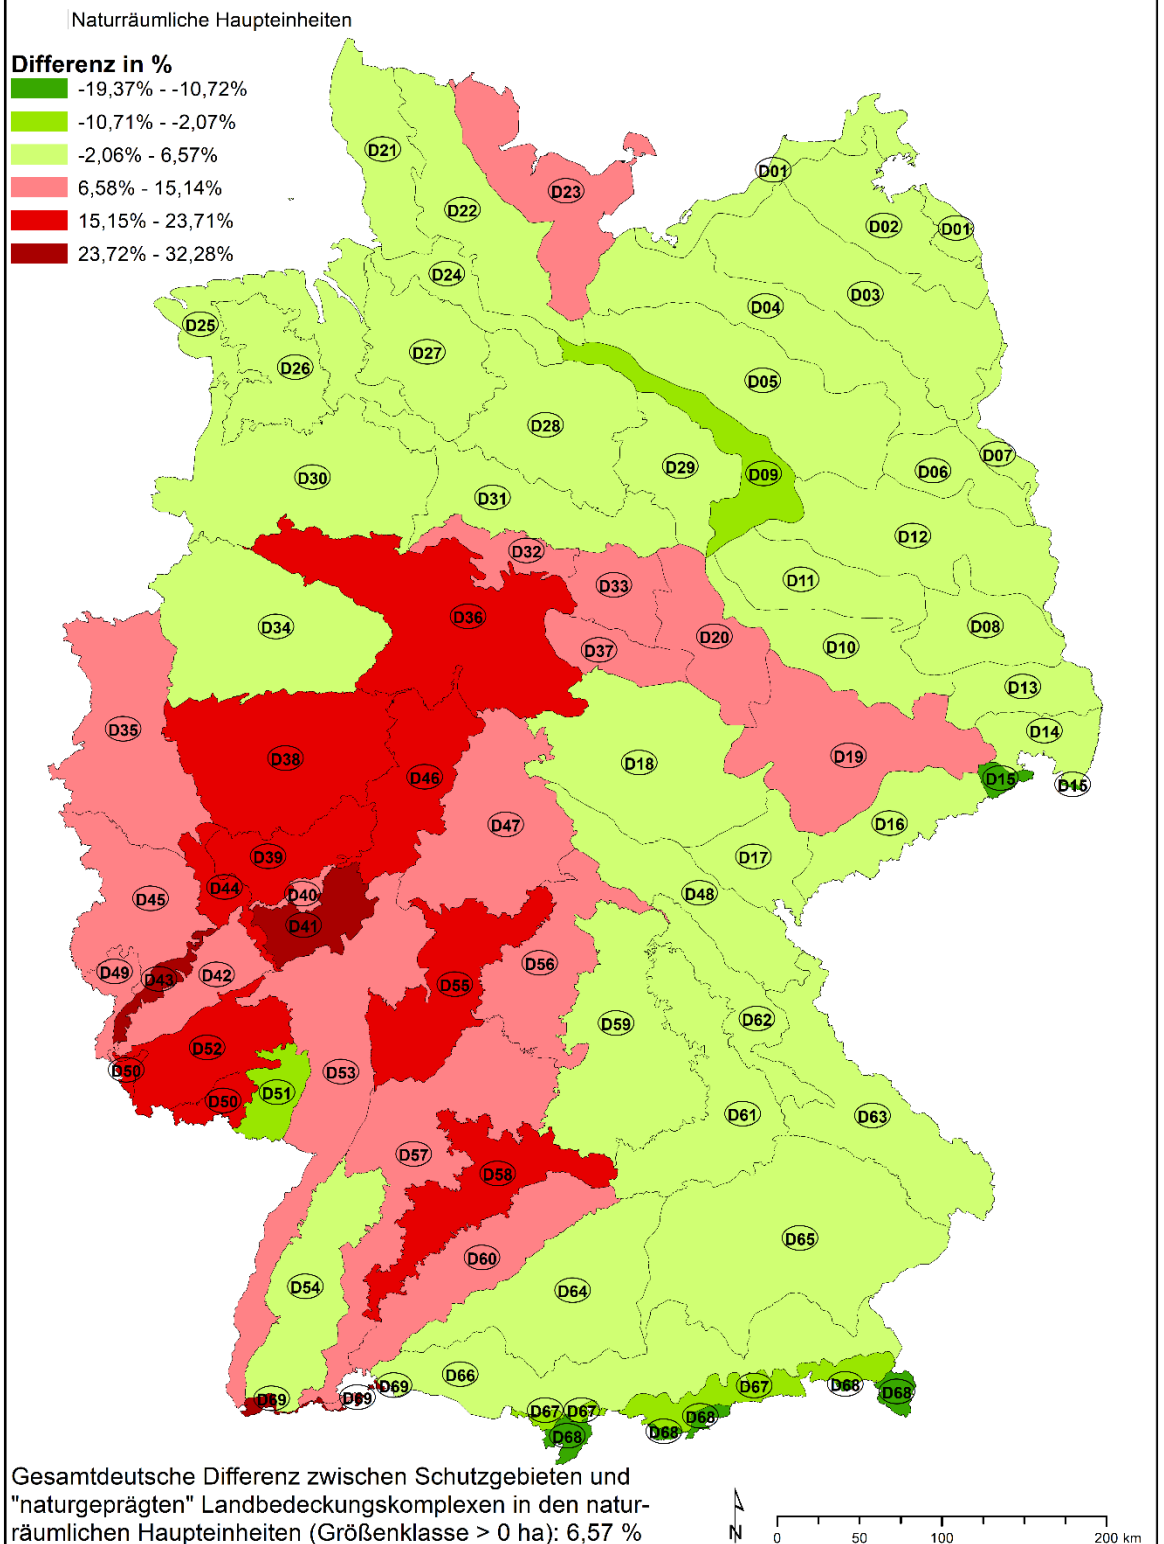 Naturräumliche Haupteinheiten
Differenz in %
-19,37% - -10,72%
-10,71% - -2,07%
-2,06% - 6,57%
6,58% - 15,14%
15,15% - 23,71%
23,72% - 32,28%
D21
D01
D23
D22
D02
D01
D24
D03
D04
D25
D27
D26
D05
D28
D07
D29
D06
D09
D30
D31
D12
D32
D11
D33
D36
D34
D08
D20
D10
D37
D13
D35
D14
D38
D19
D18
D46
D15
D15
D47
D16
D39
D17
D44
D40
D48
D45
D41
D56
D49
D42
D43
D55
D62
D59
D52
D50
D53
D51
D50
D61
D63
D57
D58
D65
D60
D54
D64
D66
D69
D67
D68
D68
D69
D69
D67
D67
D68
D68
D68
Gesamtdeutsche Differenz zwischen Schutzgebieten und
"naturgeprägten" Landbedeckungskomplexen in den natur-
räumlichen Haupteinheiten (Größenklasse > 0 ha): 6,57 %
N
0 50 100 200 km